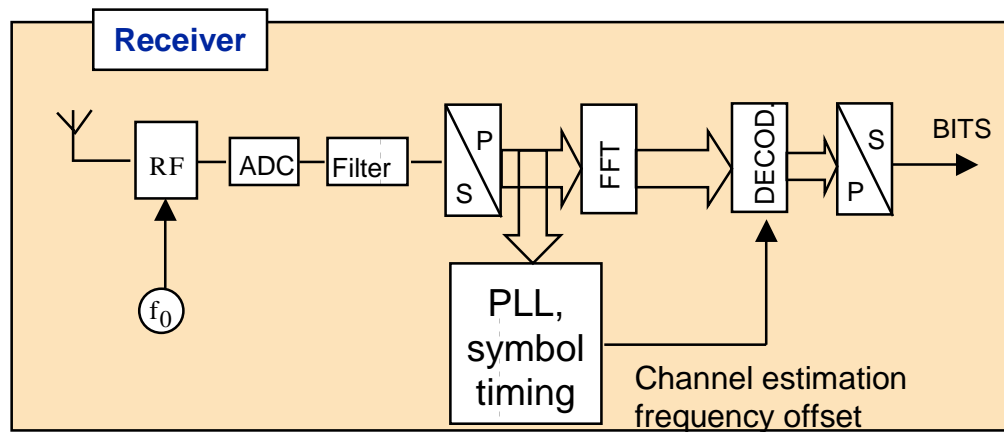 Receiver
RF
ADC
Filter
P
S
FFT
DECOD.
S
P
BITS
f0
PLL,
symbol
timing
Channel estimation
frequency offset